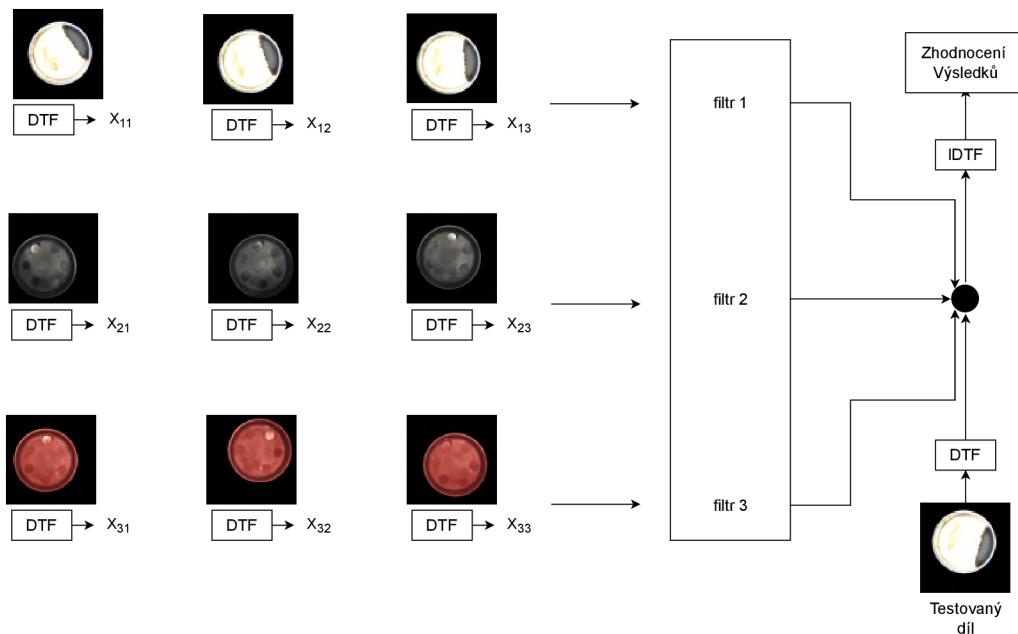 DTF
X11
DTF
X12
DTF
X13
filtr 1
Zhodnocení
Výsledků
IDTF
DTF
X21
DTF
X22
DTF
X23
filtr 2
DTF
X31
DTF
X32
DTF
X33
filtr 3
DTF
Testovaný
díl